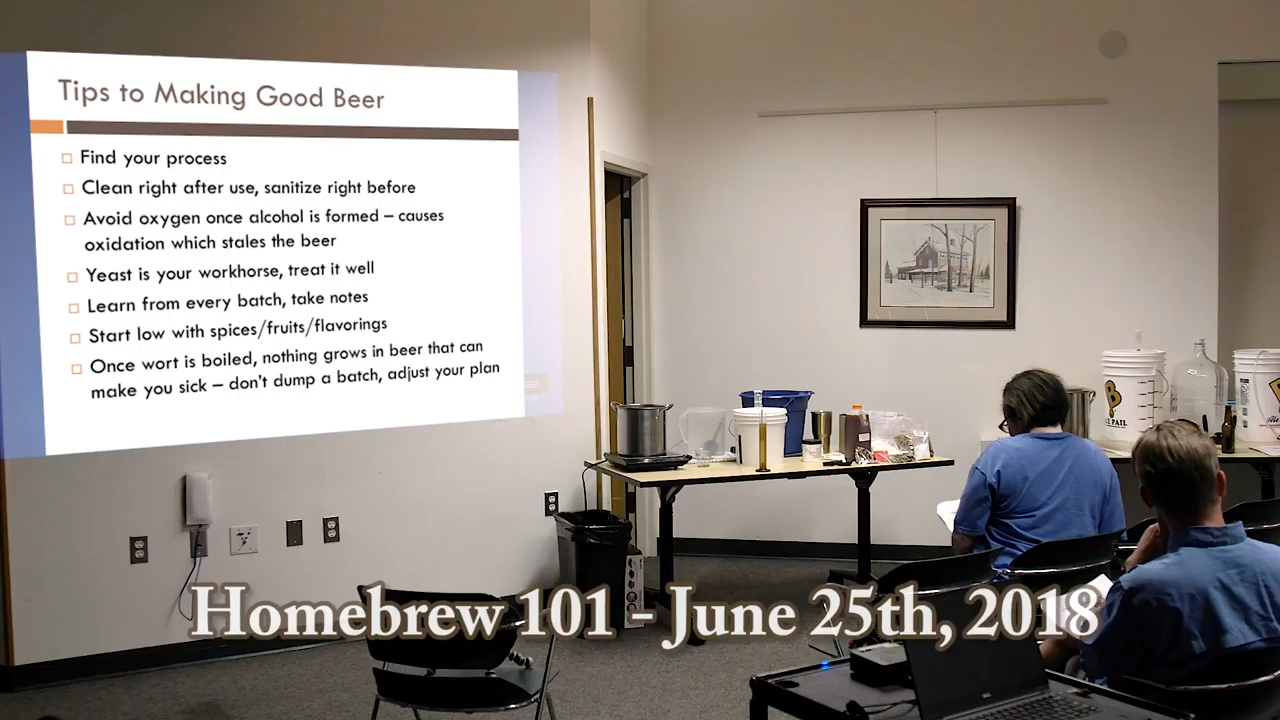 Tips to Making Good Beer
Find your process
Clean right after use, sanitize right before
Avoid oxygen once alcohol is formed – causes
oxidation which stales the beer
Yeast is your workhorse, treat it well
Learn from every batch, take notes
Start low with spices/fruits/flavorings
Once wort is boiled, nothing grows in beer that can
make you sick – don't dump a batch, adjust your plan
B
LE PAIL
Homebrew 101 - June 25th, 2018